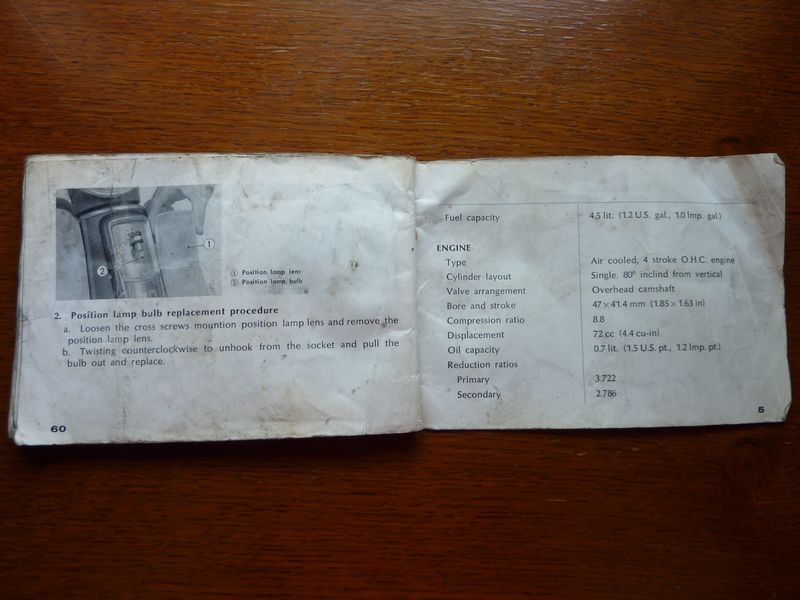 ②
①
① Position lamp lens
② Position lamp bulb
2. Position lamp bulb replacement procedure
a. Loosen the cross screws mountion position lamp lens and remove the
position lamp lens.
b. Twisting counterclockwise to unhook from the socket and pull the
bulb out and replace.
60
Fuel capacity 4.5 lit. (1.2 U.S. gal., 1.0 Imp. gal.)
ENGINE
Type Air cooled, 4 stroke O.H.C. engine
Cylinder layout Single. 80° inclind from vertical
Valve arrangement Overhead camshaft
Bore and stroke 47×41.4 mm (1.85×1.63 in)
Compression ratio 8.8
Displacement 72 cc (4.4 cu-in)
Oil capacity 0.7 lit. (1.5 U.S. pt., 1.2 Imp. pt.)
Reduction ratios
Primary 3.722
Secondary 2.786
5